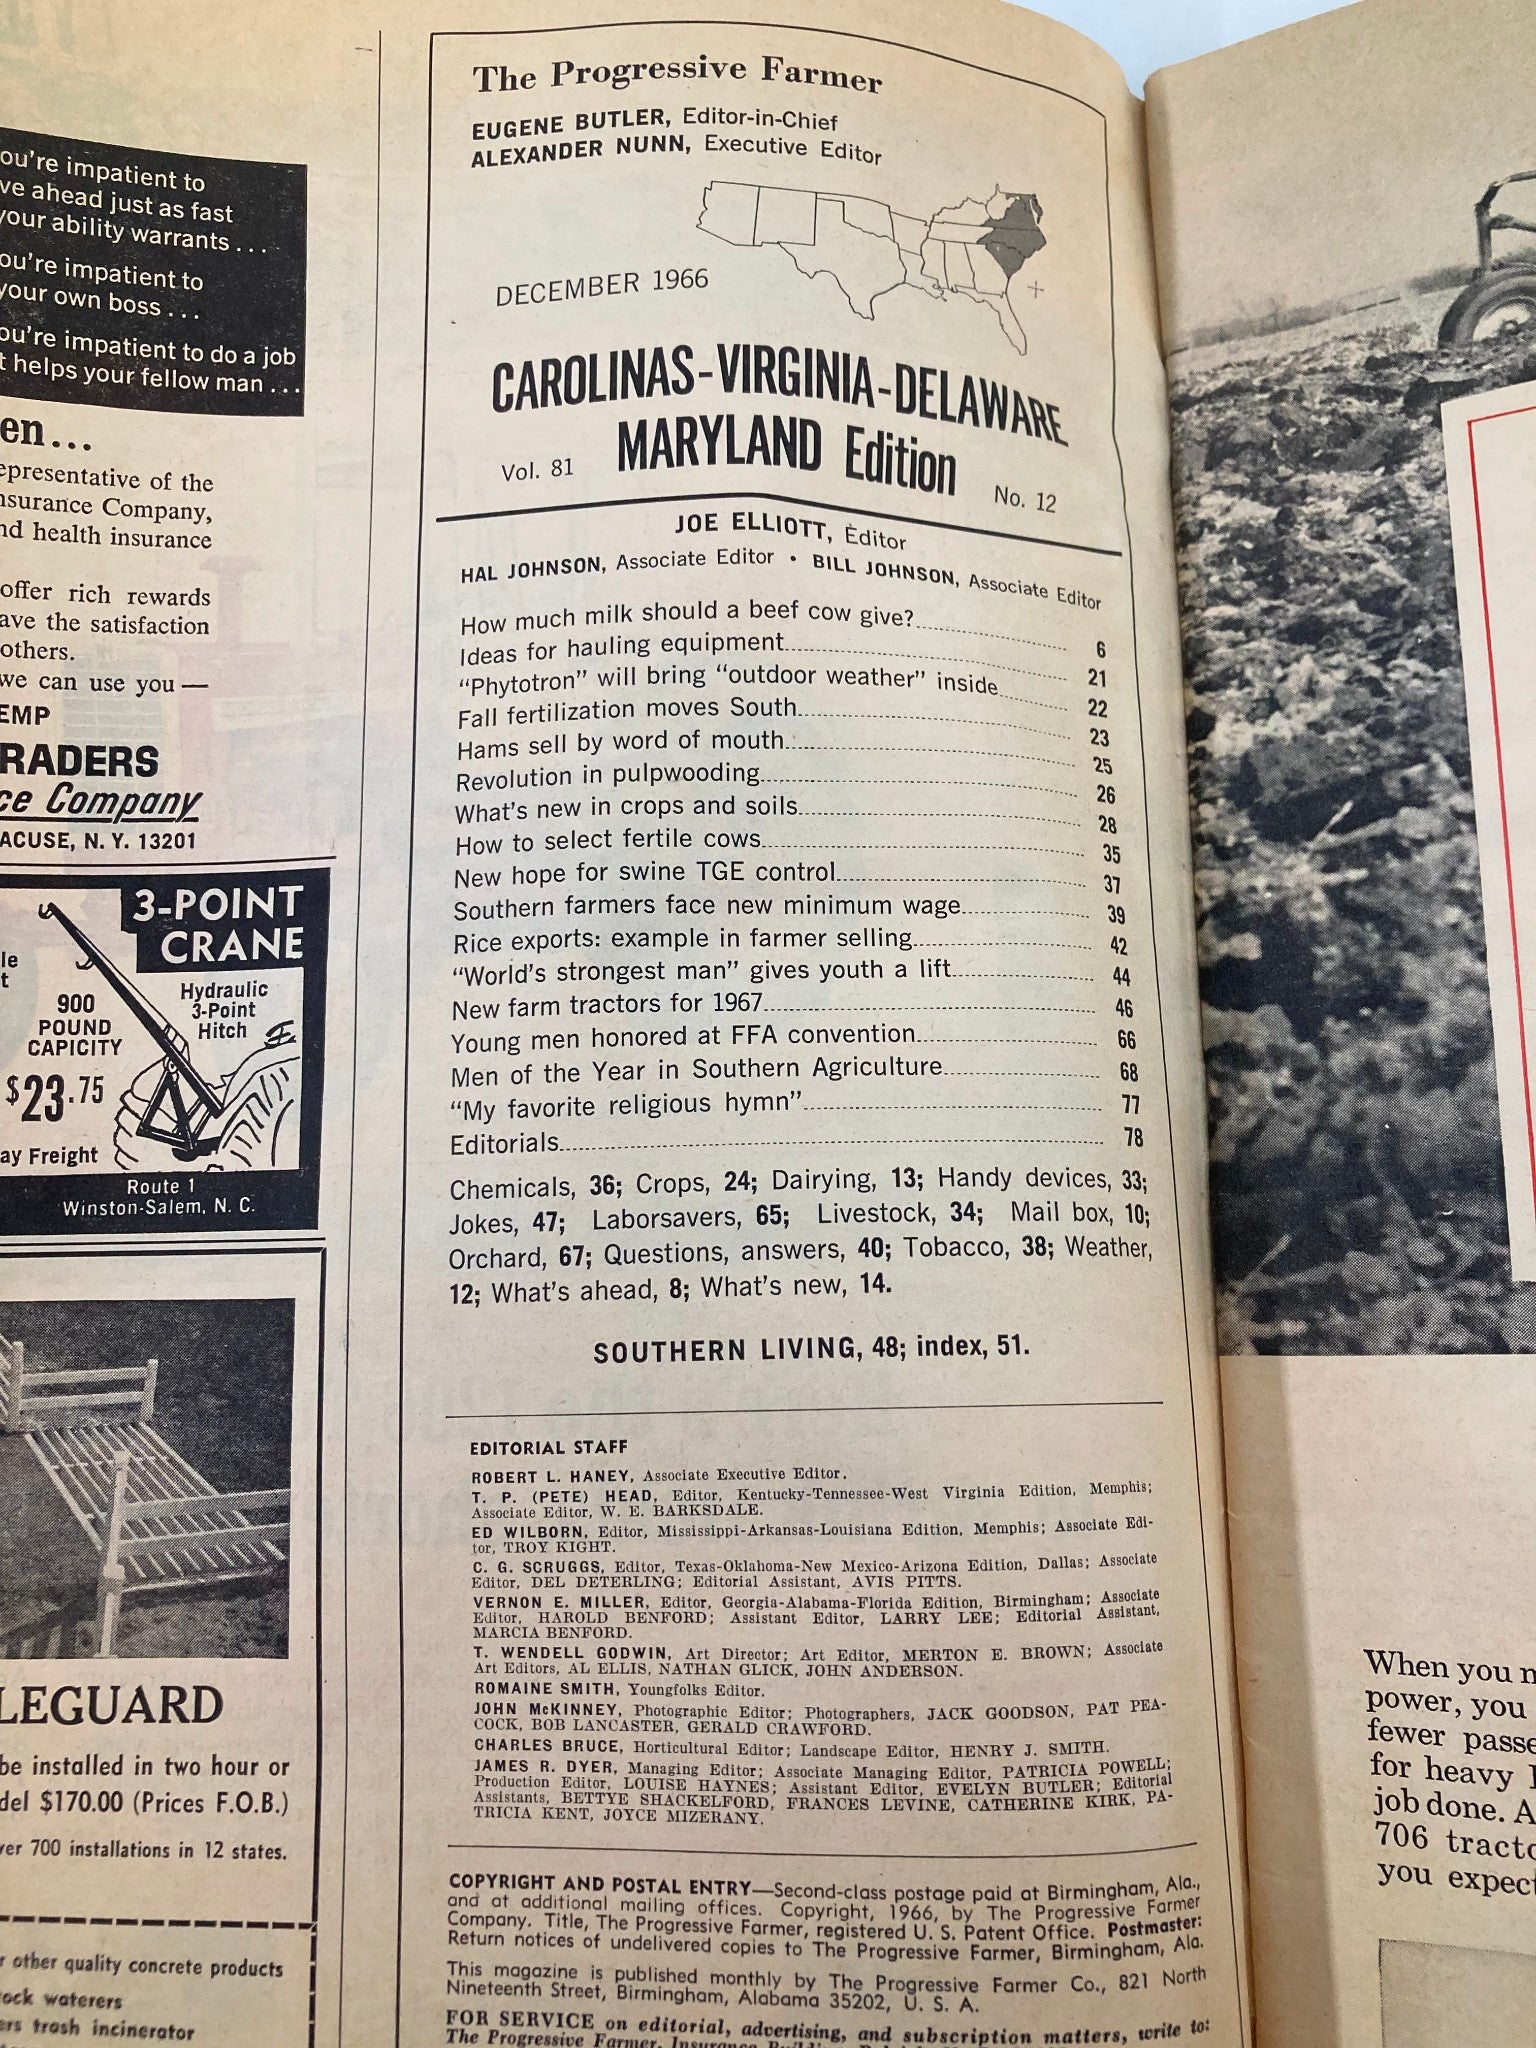 ou're impatient to
ve ahead just as fast
your ability warrants...
ou're impatient to
your own boss...
ou're impatient to do a job
t helps your fellow man...
en...
epresentative of the
nsurance Company,
nd health insurance
offer rich rewards
ave the satisfaction
others.
we can use you —
EMP
RADERS
ce Company
ACUSE, N. Y. 13201
3-POINT
CRANE
le
t
900
POUND
CAPICITY
Hydraulic
3-Point
Hitch
$23.75
ay Freight
Route 1
Winston-Salem, N. C.
LEGUARD
be installed in two hour or
del $170.00 (Prices F.O.B.)
ver 700 installations in 12 states.
r other quality concrete products
ock waterers
ers trash incinerator
The Progressive Farmer
EUGENE BUTLER, Editor-in-Chief
ALEXANDER NUNN, Executive Editor
DECEMBER 1966
CAROLINAS-VIRGINIA-DELAWARE
MARYLAND Edition
Vol. 81
No. 12
JOE ELLIOTT, Editor
HAL JOHNSON, Associate Editor • BILL JOHNSON, Associate Editor
How much milk should a beef cow give? 6
Ideas for hauling equipment 21
"Phytotron" will bring "outdoor weather" inside 22
Fall fertilization moves South 23
Hams sell by word of mouth 25
Revolution in pulpwooding 26
What's new in crops and soils 28
How to select fertile cows 35
New hope for swine TGE control 37
Southern farmers face new minimum wage 39
Rice exports: example in farmer selling 42
"World's strongest man" gives youth a lift 44
New farm tractors for 1967 46
Young men honored at FFA convention 66
Men of the Year in Southern Agriculture 68
"My favorite religious hymn" 77
Editorials 78
Chemicals, 36; Crops, 24; Dairying, 13; Handy devices, 33;
Jokes, 47; Laborsavers, 65; Livestock, 34; Mail box, 10;
Orchard, 67; Questions, answers, 40; Tobacco, 38; Weather,
12; What's ahead, 8; What's new, 14.
SOUTHERN LIVING, 48; index, 51.
EDITORIAL STAFF
ROBERT L. HANEY, Associate Executive Editor.
T. P. (PETE) HEAD, Editor, Kentucky-Tennessee-West Virginia Edition, Memphis;
Associate Editor, W. E. BARKSDALE.
ED WILBORN, Editor, Mississippi-Arkansas-Louisiana Edition, Memphis; Associate Edi-
tor, TROY KIGHT.
C. G. SCRUGGS, Editor, Texas-Oklahoma-New Mexico-Arizona Edition, Dallas; Associate
Editor, DEL DETERLING; Editorial Assistant, AVIS PITTS.
VERNON E. MILLER, Editor, Georgia-Alabama-Florida Edition, Birmingham; Associate
Editor, HAROLD BENFORD; Assistant Editor, LARRY LEE; Editorial Assistant,
MARCIA BENFORD.
T. WENDELL GODWIN, Art Director; Art Editor, MERTON E. BROWN; Associate
Art Editors, AL ELLIS, NATHAN GLICK, JOHN ANDERSON.
ROMAINE SMITH, Youngfolks Editor.
JOHN McKINNEY, Photographic Editor; Photographers, JACK GOODSON, PAT PEA-
COCK, BOB LANCASTER, GERALD CRAWFORD.
CHARLES BRUCE, Horticultural Editor; Landscape Editor, HENRY J. SMITH.
JAMES R. DYER, Managing Editor; Associate Managing Editor, PATRICIA POWELL;
Production Editor, LOUISE HAYNES; Assistant Editor, EVELYN BUTLER; Editorial
Assistants, BETTYE SHACKELFORD, FRANCES LEVINE, CATHERINE KIRK, PA-
TRICIA KENT, JOYCE MIZERANY.
COPYRIGHT AND POSTAL ENTRY—Second-class postage paid at Birmingham, Ala.,
and at additional mailing offices. Copyright, 1966, by The Progressive Farmer
Company. Title, The Progressive Farmer, registered U. S. Patent Office. Postmaster:
Return notices of undelivered copies to The Progressive Farmer, Birmingham, Ala.
This magazine is published monthly by The Progressive Farmer Co., 821 North
Nineteenth Street, Birmingham, Alabama 35202, U. S. A.
FOR SERVICE on editorial, advertising, and subscription matters, write to:
The Progressive Farmer, Insurance
When you n
power, you
fewer passe
for heavy
job done. A
706 tracto
you expect